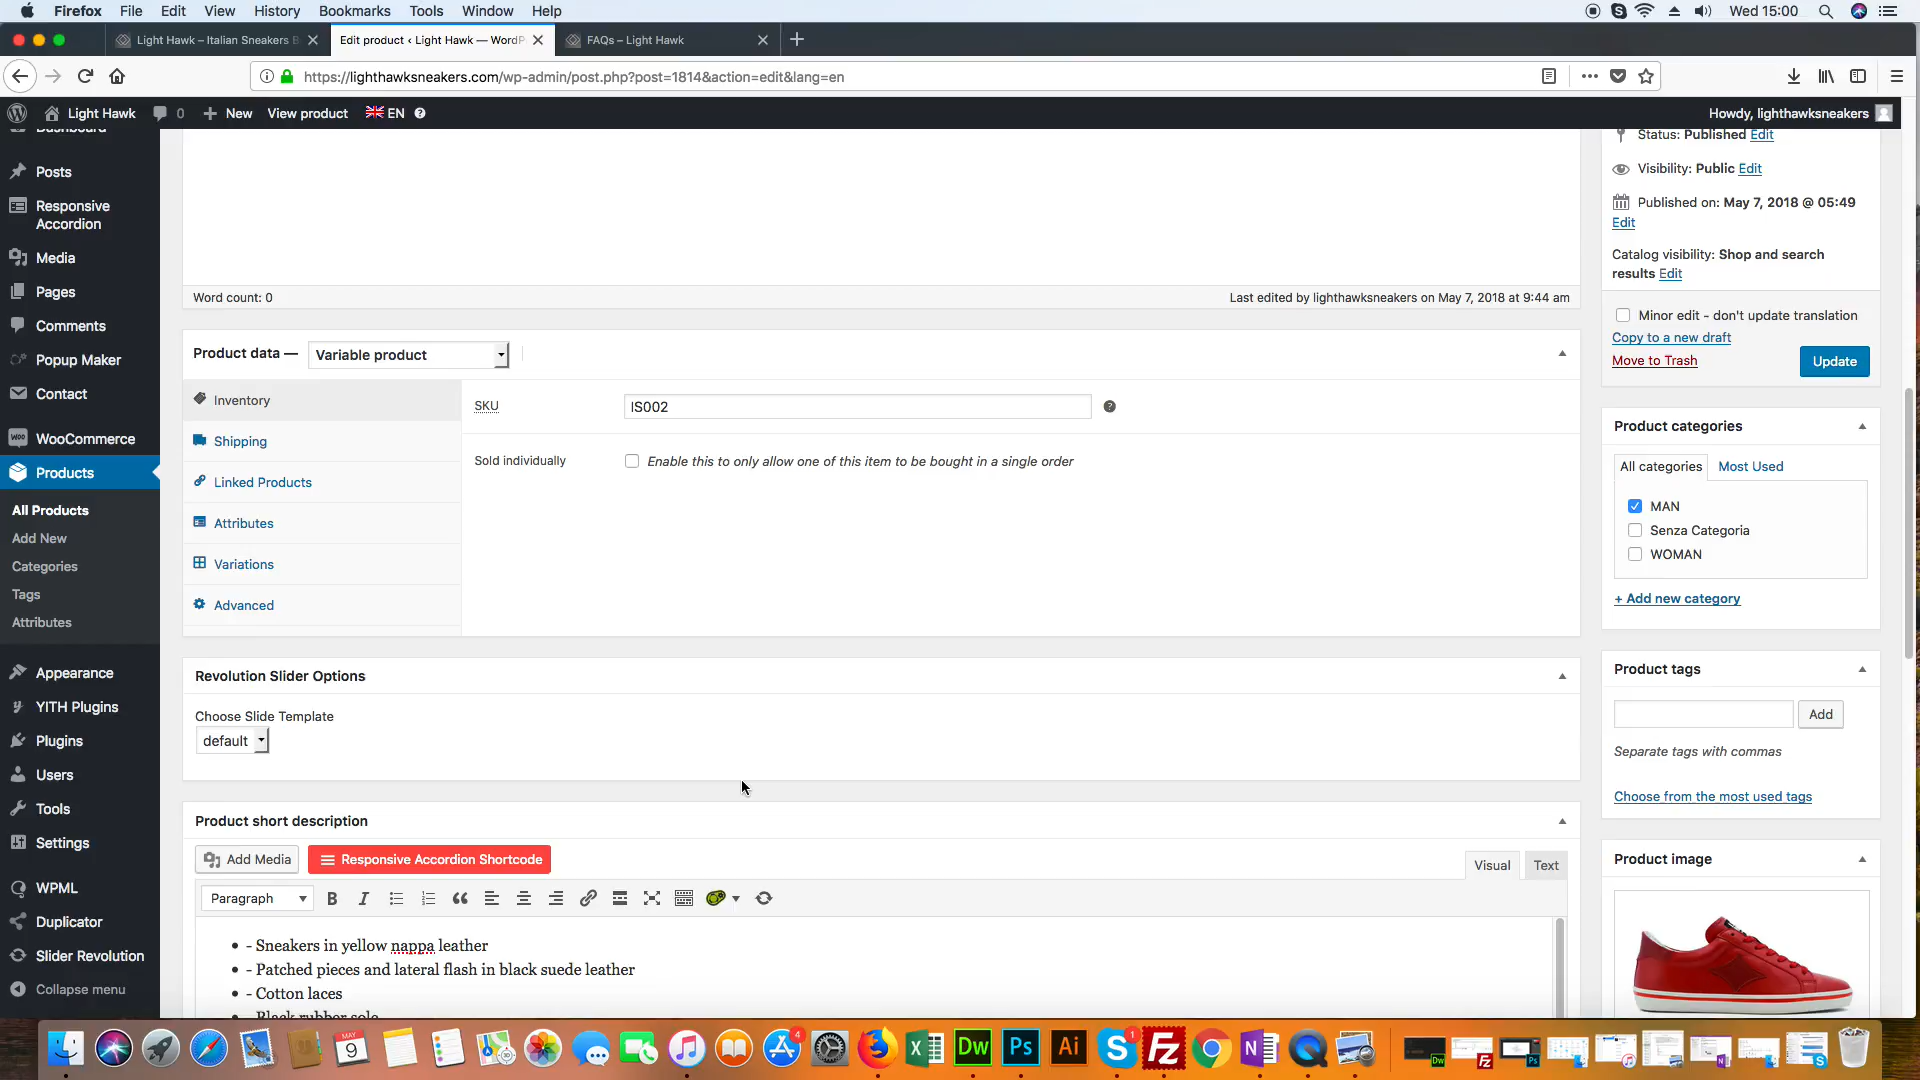 Firefox File Edit View History Bookmarks Tools Window Help Wed 15:00
Light Hawk – Italian Sneakers B
Edit product ‹ Light Hawk — WordP
FAQs – Light Hawk
https://lighthawksneakers.com/wp-admin/post.php?post=1814&action=edit&lang=en
Light Hawk 0 New View product EN Howdy, lighthawksneakers
Dashboard
Posts
Responsive
Accordion
Media
Pages
Comments
Popup Maker
Contact
WooCommerce
Products
All Products
Add New
Categories
Tags
Attributes
Appearance
YITH Plugins
Plugins
Users
Tools
Settings
WPML
Duplicator
Slider Revolution
Collapse menu
Word count: 0
Last edited by lighthawksneakers on May 7, 2018 at 9:44 am
Product data — Variable product
Inventory
Shipping
Linked Products
Attributes
Variations
Advanced
SKU IS002
Sold individually Enable this to only allow one of this item to be bought in a single order
Revolution Slider Options
Choose Slide Template
default
Product short description
Add Media Responsive Accordion Shortcode
Visual Text
Paragraph
- Sneakers in yellow nappa leather
- Patched pieces and lateral flash in black suede leather
- Cotton laces
- Black rubber sole
Status: Published Edit
Visibility: Public Edit
Published on: May 7, 2018 @ 05:49
Edit
Catalog visibility: Shop and search
results Edit
Minor edit - don't update translation
Copy to a new draft
Move to Trash
Update
Product categories
All categories Most Used
MAN
Senza Categoria
WOMAN
+ Add new category
Product tags
Add
Separate tags with commas
Choose from the most used tags
Product image
MAY
9
4
Dw
Ps
Ai
1